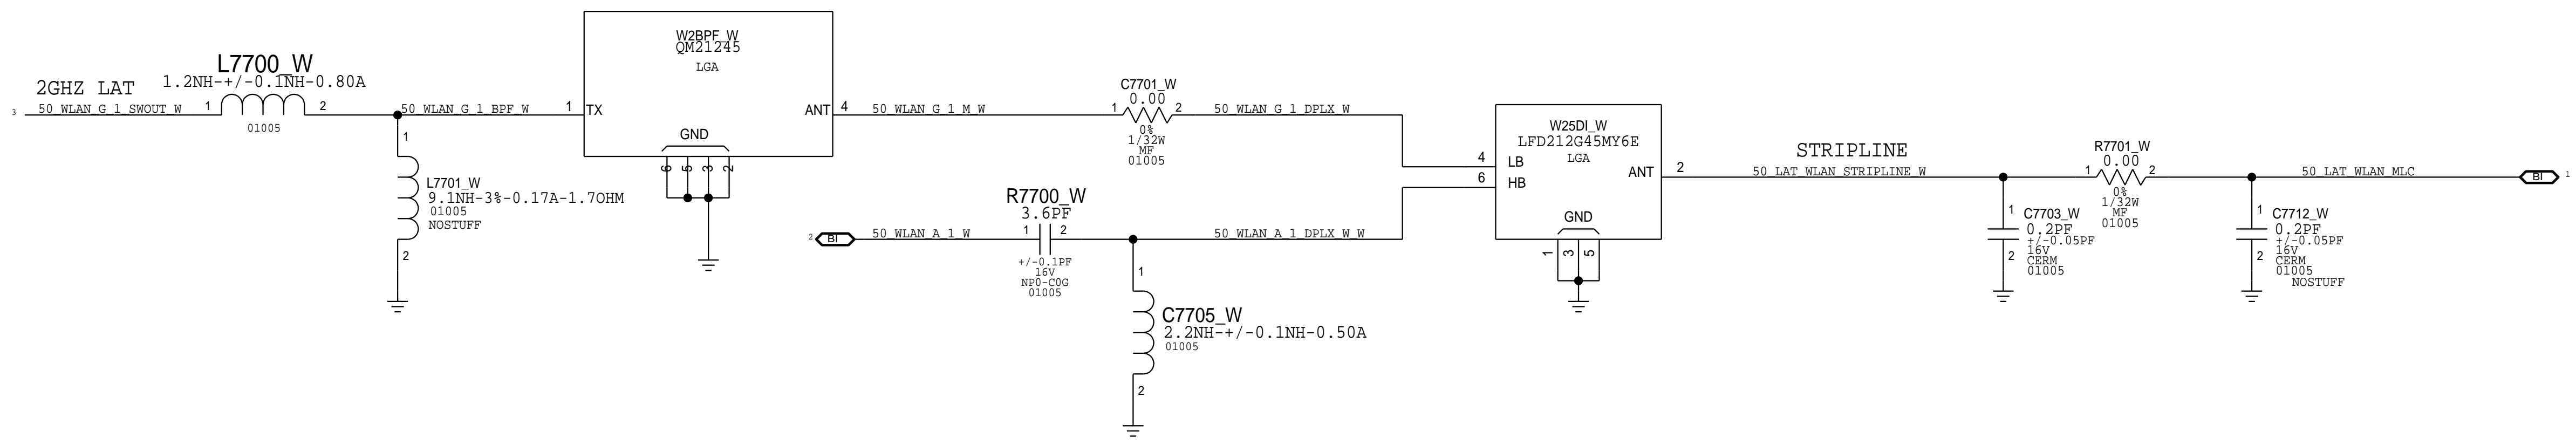 2GHZ LAT
3
50_WLAN_G_1_SWOUT_W
L7700_W
1.2NH-+/-0.1NH-0.80A
1
2
01005
50_WLAN_G_1_BPF_W
1
L7701_W
9.1NH-3%-0.17A-1.7OHM
01005
NOSTUFF
2
W2BPF_W
QM21245
LGA
1
TX
ANT
4
GND
6
5
3
2
50_WLAN_G_1_M_W
C7701_W
0.00
1
2
0%
1/32W
MF
01005
50_WLAN_G_1_DPLX_W
2
BI
50_WLAN_A_1_W
R7700_W
3.6PF
1
2
+/-0.1PF
16V
NP0-C0G
01005
50_WLAN_A_1_DPLX_W_W
1
C7705_W
2.2NH-+/-0.1NH-0.50A
01005
2
W25DI_W
LFD212G45MY6E
LGA
4
LB
6
HB
ANT
2
GND
1
3
5
STRIPLINE
50_LAT_WLAN_STRIPLINE_W
1
C7703_W
0.2PF
+/-0.05PF
16V
CERM
01005
2
R7701_W
0.00
1
2
0%
1/32W
MF
01005
50_LAT_WLAN_MLC
BI
1
1
C7712_W
0.2PF
+/-0.05PF
16V
CERM
01005
NOSTUFF
2